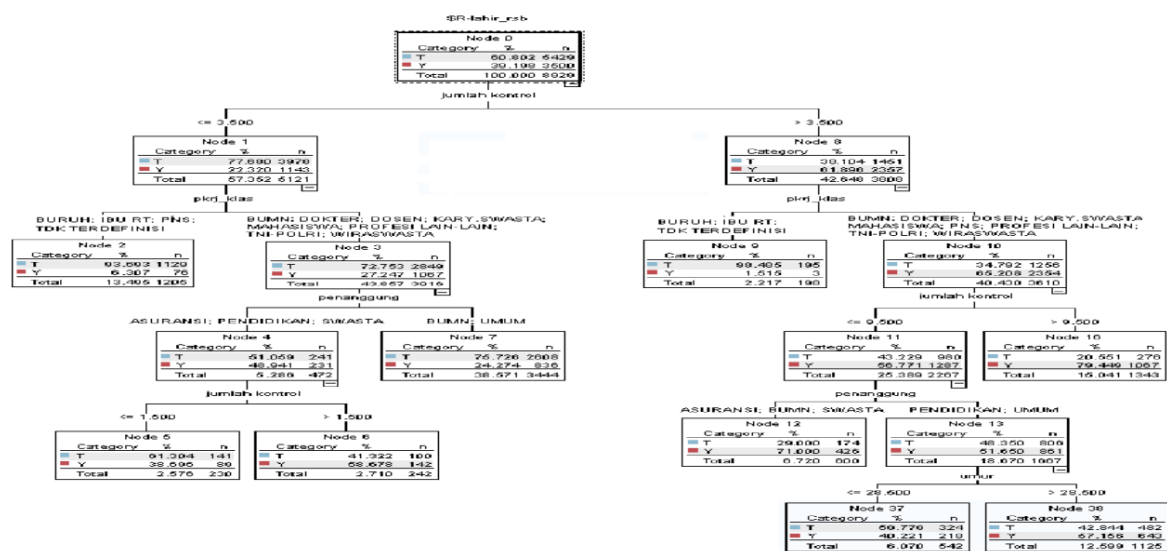 $R-lahir_rsb
Node 0
Category % n
T 60.802 5429
Y 39.198 3500
Total 100.000 8929
jumlah kontrol
<= 3.500
> 3.500
Node 1
Category % n
T 77.680 3978
Y 22.320 1143
Total 57.352 5121
pkrj_klas
Node 8
Category % n
T 38.104 1451
Y 61.896 2357
Total 42.648 3808
pkrj_klas
BURUH; IBU RT; PNS;
TDK TERDEFINISI
BUMN; DOKTER; DOSEN; KARY.SWASTA;
MAHASISWA; PROFESI LAIN-LAIN;
TNI-POLRI; WIRASWASTA
BURUH; IBU RT;
TDK TERDEFINISI
BUMN; DOKTER; DOSEN; KARY.SWASTA
MAHASISWA; PNS; PROFESI LAIN-LAIN;
TNI-POLRI; WIRASWASTA
Node 2
Category % n
T 93.693 1129
Y 6.307 76
Total 13.495 1205
Node 3
Category % n
T 72.753 2849
Y 27.247 1067
Total 43.857 3916
penanggung
Node 9
Category % n
T 98.485 195
Y 1.515 3
Total 2.217 198
Node 10
Category % n
T 34.792 1256
Y 65.208 2354
Total 40.430 3610
jumlah kontrol
ASURANSI; PENDIDIKAN; SWASTA
BUMN; UMUM
<= 9.500
> 9.500
Node 4
Category % n
T 51.059 241
Y 48.941 231
Total 5.286 472
jumlah kontrol
Node 7
Category % n
T 75.726 2608
Y 24.274 836
Total 38.571 3444
Node 11
Category % n
T 43.229 980
Y 56.771 1287
Total 25.389 2267
penanggung
Node 16
Category % n
T 20.551 276
Y 79.449 1067
Total 15.041 1343
<= 1.500
> 1.500
ASURANSI; BUMN; SWASTA
PENDIDIKAN; UMUM
Node 5
Category % n
T 61.304 141
Y 38.696 89
Total 2.576 230
Node 6
Category % n
T 41.322 100
Y 58.678 142
Total 2.710 242
Node 12
Category % n
T 29.000 174
Y 71.000 426
Total 6.720 600
Node 13
Category % n
T 48.350 806
Y 51.650 861
Total 18.670 1667
umur
<= 28.500
> 28.500
Node 37
Category % n
T 59.779 324
Y 40.221 218
Total 6.070 542
Node 38
Category % n
T 42.844 482
Y 57.156 643
Total 12.599 1125